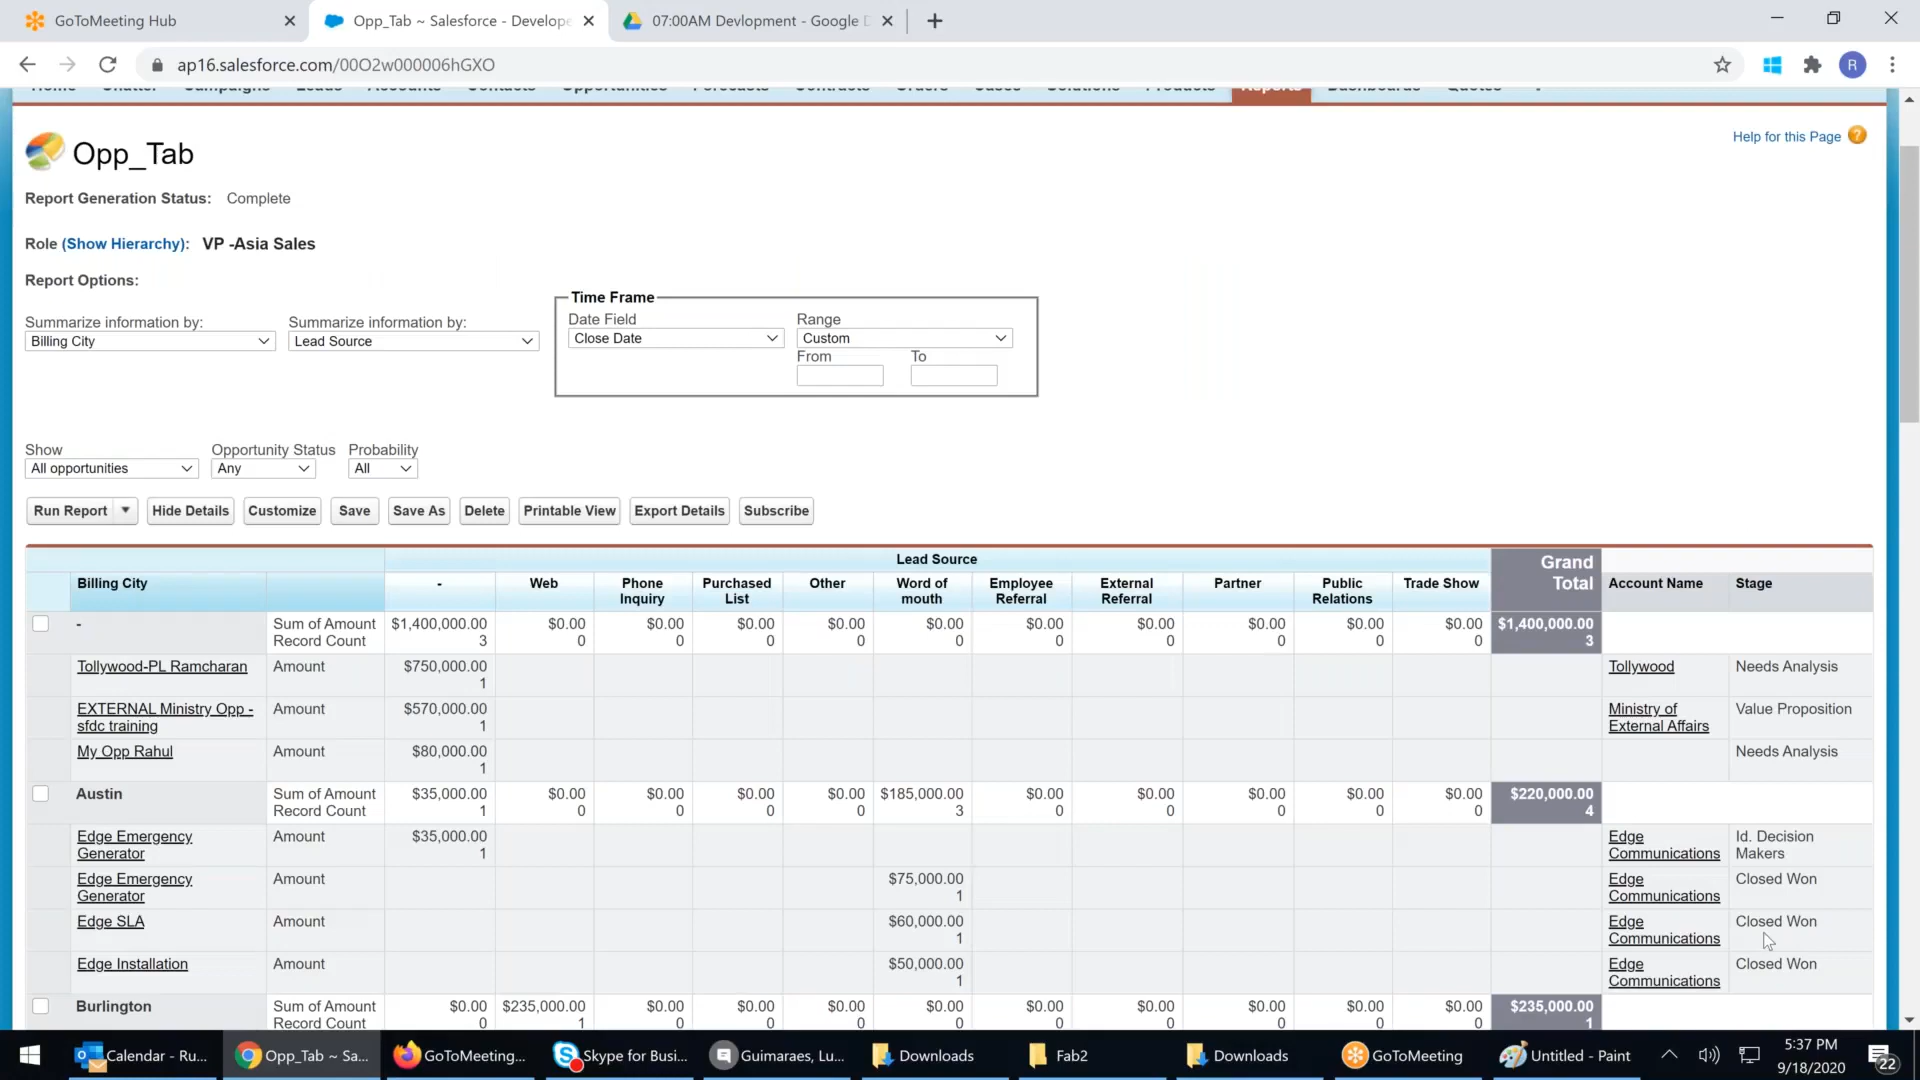 GoToMeeting Hub
Opp_Tab ~ Salesforce - Develope
07:00AM Devlopment - Google D
ap16.salesforce.com/00O2w000006hGXO
R
Home Chatter Campaigns Leads Accounts Contacts Opportunities Forecasts Contracts Orders Cases Solutions Products Reports Dashboards Quotes
Opp_Tab
Help for this Page
Report Generation Status: Complete
Role (Show Hierarchy): VP -Asia Sales
Report Options:
Time Frame
Summarize information by: Summarize information by: Date Field Range
Billing City Lead Source Close Date Custom
From To
Show Opportunity Status Probability
All opportunities Any All
Run Report Hide Details Customize Save Save As Delete Printable View Export Details Subscribe
Lead Source
Billing City - Web Phone Inquiry Purchased List Other Word of mouth Employee Referral External Referral Partner Public Relations Trade Show Grand Total Account Name Stage
- Sum of Amount $1,400,000.00 $0.00 $0.00 $0.00 $0.00 $0.00 $0.00 $0.00 $0.00 $0.00 $0.00 $1,400,000.00
Record Count 3 0 0 0 0 0 0 0 0 0 0 3
Tollywood-PL Ramcharan Amount $750,000.00 Tollywood Needs Analysis
1
EXTERNAL Ministry Opp - Amount $570,000.00 Ministry of Value Proposition
sfdc training 1 External Affairs
My Opp Rahul Amount $80,000.00 Needs Analysis
1
Austin Sum of Amount $35,000.00 $0.00 $0.00 $0.00 $0.00 $185,000.00 $0.00 $0.00 $0.00 $0.00 $0.00 $220,000.00
Record Count 1 0 0 0 0 3 0 0 0 0 0 4
Edge Emergency Amount $35,000.00 Edge Id. Decision
Generator 1 Communications Makers
Edge Emergency Amount $75,000.00 Edge Closed Won
Generator 1 Communications
Edge SLA Amount $60,000.00 Edge Closed Won
1 Communications
Edge Installation Amount $50,000.00 Edge Closed Won
1 Communications
Burlington Sum of Amount $0.00 $235,000.00 $0.00 $0.00 $0.00 $0.00 $0.00 $0.00 $0.00 $0.00 $0.00 $235,000.00
Record Count 0 1 0 0 0 0 0 0 0 0 0 1
Calendar - Ru... Opp_Tab ~ Sa... GoToMeeting... Skype for Busi... Guimaraes, Lu... Downloads Fab2 Downloads GoToMeeting Untitled - Paint
5:37 PM
9/18/2020
22